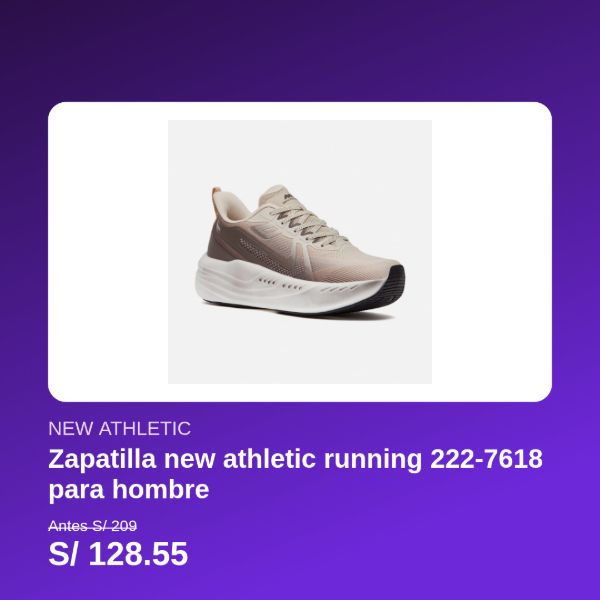 NEW ATHLETIC
Zapatilla new athletic running 222-7618
para hombre
Antes S/ 209
S/ 128.55